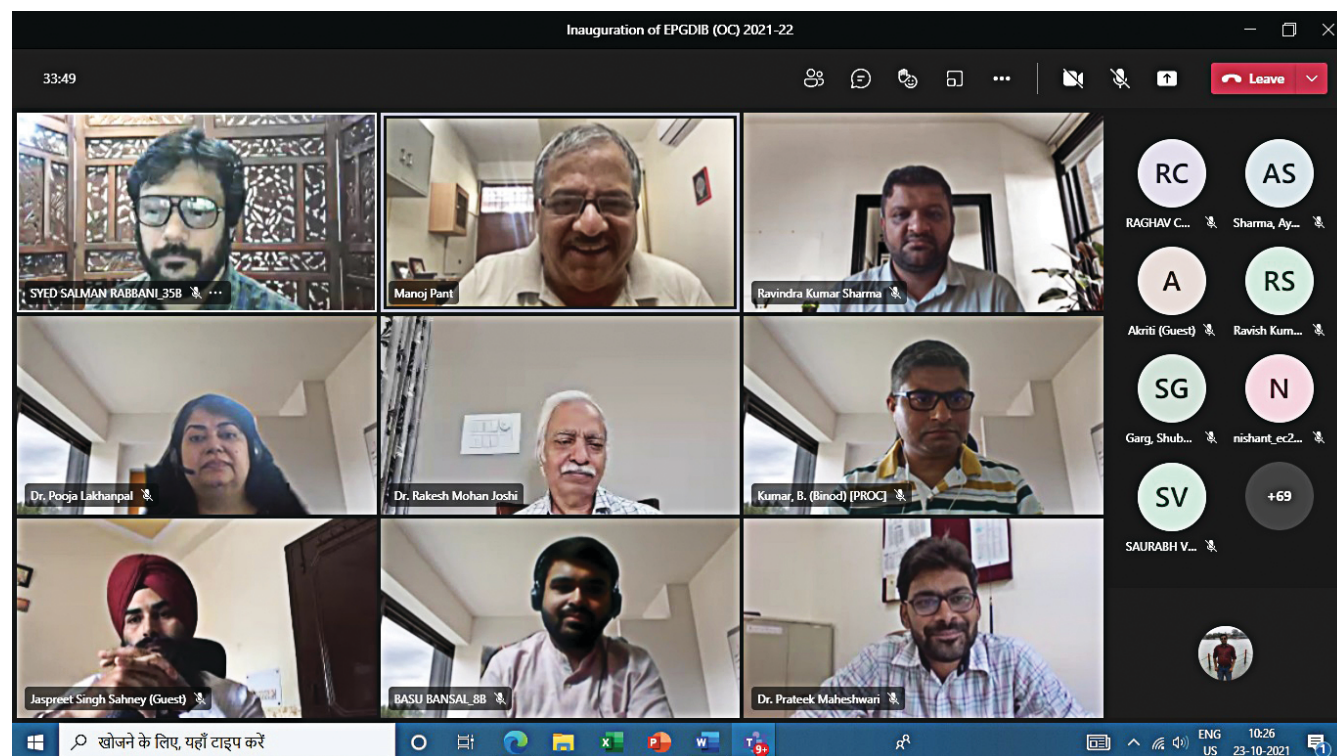 Inauguration of EPGDIB (OC) 2021-22
33:49
Leave
SYED SALMAN RABBANI_35B
Manoj Pant
Ravindra Kumar Sharma
RC
AS
RAGHAV C...
Sharma, Ay...
A
RS
Akriti (Guest)
Ravish Kum...
Dr. Pooja Lakhanpal
Dr. Rakesh Mohan Joshi
Kumar, B. (Binod) [PROC]
SG
N
Garg, Shub...
nishant_ec2...
SV
+69
SAURABH V...
Jaspreet Singh Sahney (Guest)
BASU BANSAL_8B
Dr. Prateek Maheshwari
खोजने के लिए, यहाँ टाइप करें
9+
ENG
US
10:26
23-10-2021